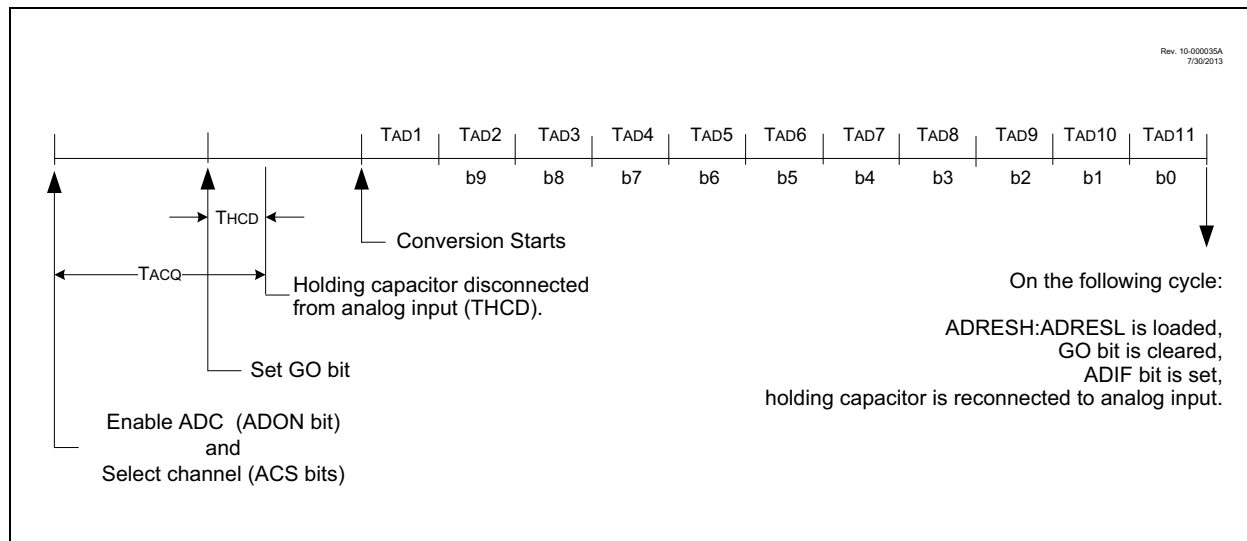 Rev. 10-000035A
7/30/2013
TAD1 TAD2 TAD3 TAD4 TAD5 TAD6 TAD7 TAD8 TAD9 TAD10 TAD11
b9 b8 b7 b6 b5 b4 b3 b2 b1 b0
THCD
Conversion Starts
TACQ
Holding capacitor disconnected
from analog input (THCD).
Set GO bit
Enable ADC (ADON bit)
and
Select channel (ACS bits)
On the following cycle:
ADRESH:ADRESL is loaded,
GO bit is cleared,
ADIF bit is set,
holding capacitor is reconnected to analog input.